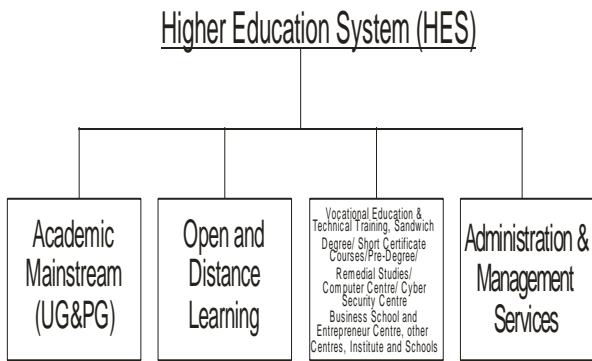 Higher Education System (HES)
Academic
Mainstream
(UG&PG)
Open and
Distance
Learning
Vocational Education &
Technical Training, Sandwich
Degree/ Short Certificate
Courses/Pre-Degree/
Remedial Studies/
Computer Centre/ Cyber
Security Centre
Business School and
Entrepreneur Centre, other
Centres, Institute and Schools
Administration &
Management
Services